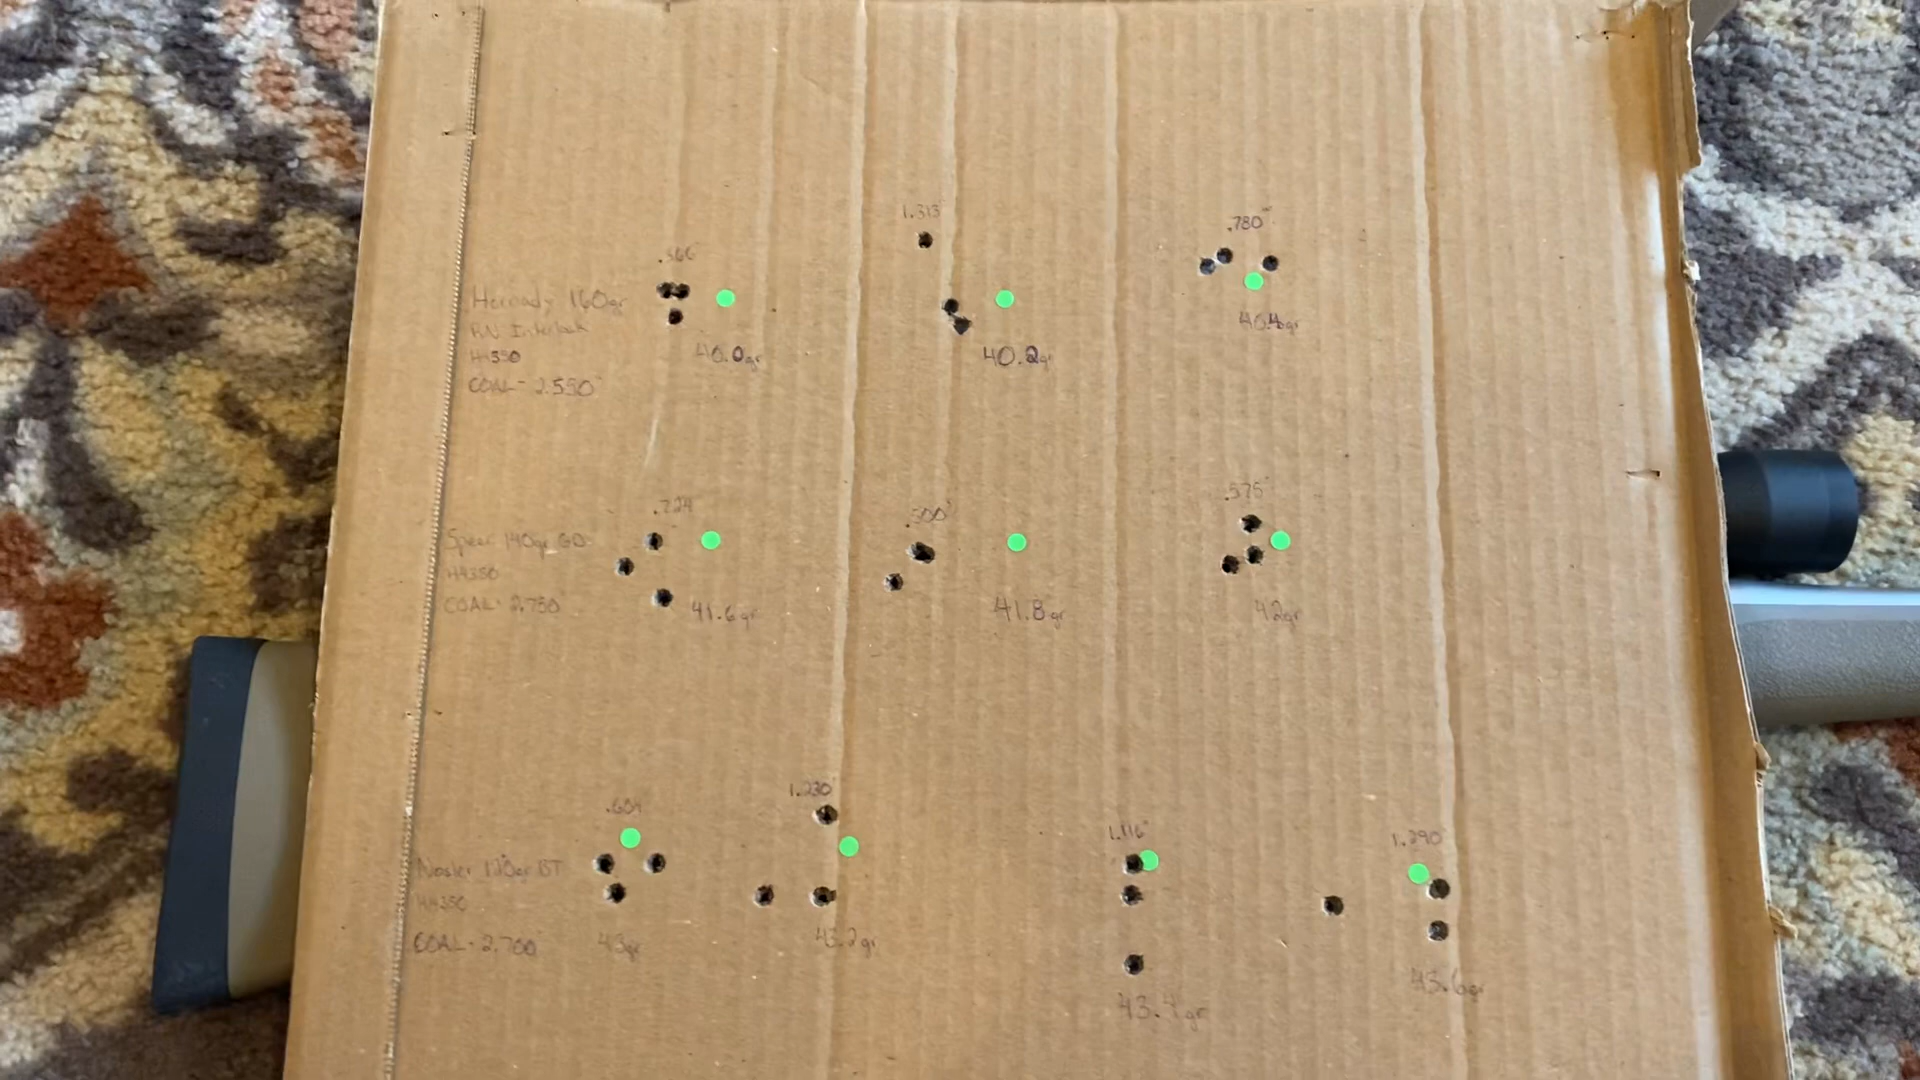 1.313"
.780"
.566"
Hornady 160gr
RN Interlock
H4350
COAL- 2.550"
40.0gr
40.2gr
40.4gr
.575"
.724
.500"
Speer 140gr GD
H4350
COAL- 2.750"
41.6gr
41.8gr
42gr
1.230"
.604
1.116"
1.290"
Nosler 120gr BT
H4350
COAL- 2.700"
43gr
43.2gr
43.4gr
43.6gr